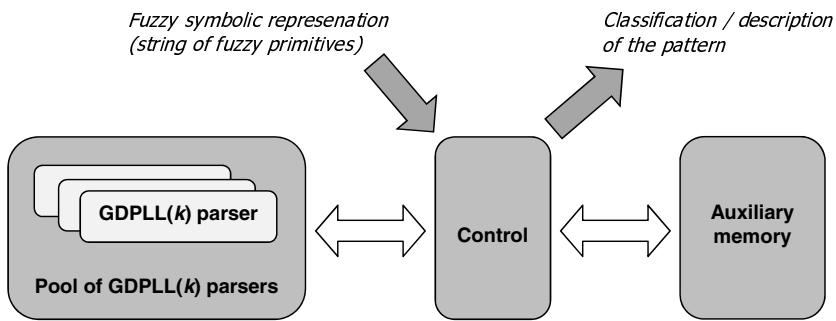 Fuzzy symbolic represenation
(string of fuzzy primitives)
Classification / description
of the pattern
GDPLL(k) parser
Pool of GDPLL(k) parsers
Control
Auxiliary
memory